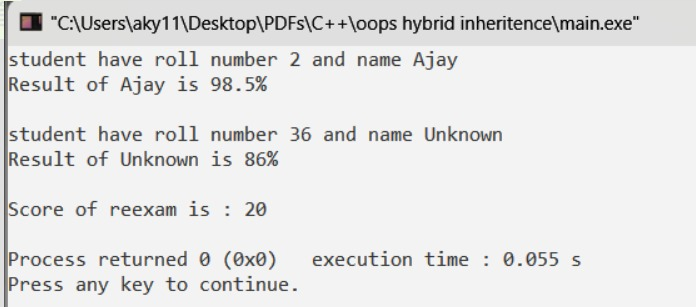 "C:\Users\aky11\Desktop\PDFs\C++\oops hybrid inheritence\main.exe"
student have roll number 2 and name Ajay
Result of Ajay is 98.5%
student have roll number 36 and name Unknown
Result of Unknown is 86%
Score of reexam is : 20
Process returned 0 (0x0)   execution time : 0.055 s
Press any key to continue.